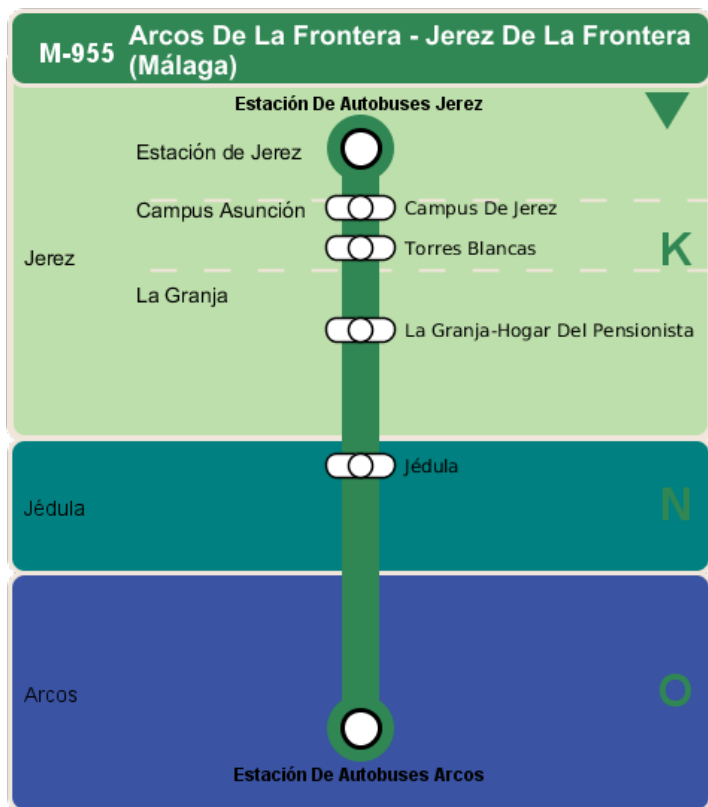 M-955
Arcos De La Frontera - Jerez De La Frontera
(Málaga)
Estación De Autobuses Jerez
Estación de Jerez
Campus Asunción
Campus De Jerez
Torres Blancas
K
Jerez
La Granja
La Granja-Hogar Del Pensionista
Jédula
Jédula
N
Arcos
O
Estación De Autobuses Arcos